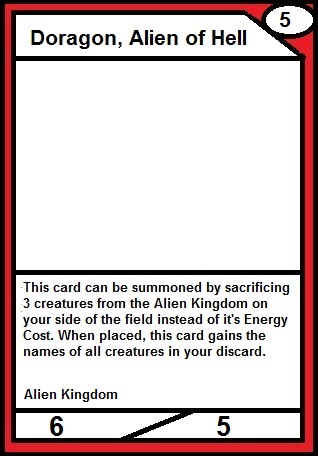 Doragon, Alien of Hell
5
This card can be summoned by sacrificing
3 creatures from the Alien Kingdom on
your side of the field instead of it's Energy
Cost. When placed, this card gains the
names of all creatures in your discard.
Alien Kingdom
6
5